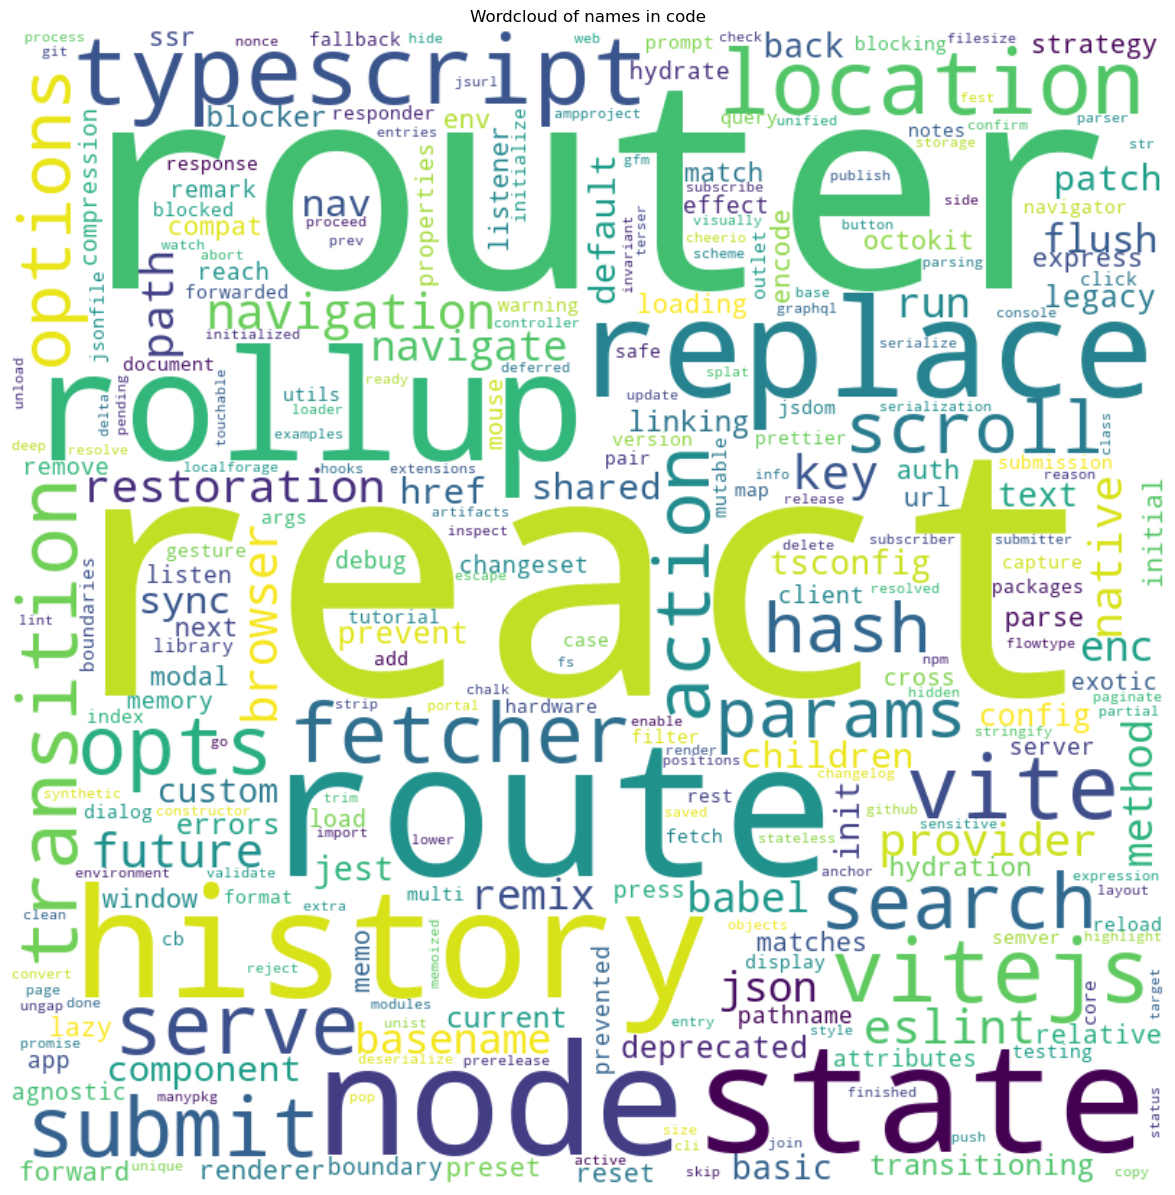 Wordcloud of names in code
process
git
ssr
nonce
fallback
hide
web
prompt
check
back
blocking
filesize
strategy
typescript
jsurl
hydrate
location
fest
options
compression
blocker
responder
env
ampproject
query
unified
storage
notes
confirm
parser
str
router
response
entries
listener
initialize
remark
nav
properties
default
gfm
match
subscribe
publish
side
patch
blocked
compat
proceed
effect
visually
button
octokit
navigator
watch
prev
abort
invariant
terser
cheerio
scheme
outlet
encode
parsing
flush
express
reach
path
forwarded
click
base
graphql
legacy
navigation
warning
controller
loading
run
console
jsonfile
initialized
navigate
replace
safe
serialize
document
deferred
unload
delta
pending
rollup
touchable
utils
loader
ready
mouse
splat
update
examples
linking
jsdom
serialization
scroll
class
deep
resolve
version
prettier
remove
localforage
hooks
extensions
pair
mutable
info
key
auth
submission
reason
restoration
href
shared
map
release
url
text
native
initial
transition
args
artifacts
inspect
action
react
gesture
browser
debug
changeset
escape
delete
subscriber
submitter
tsconfig
capture
boundaries
listen
sync
client
resolved
packages
lint
next
tutorial
prevent
case
hash
parse
flowtype
library
add
fs
npm
enc
modal
cross
exotic
memory
strip
chalk
portal
hardware
hidden
paginate
partial
index
opts
go
fetcher
enable
filter
params
config
stringify
render
positions
children
server
synthetic
custom
route
changelog
vite
method
dialog
constructor
trim
rest
saved
init
github
errors
load
import
lower
fetch
stateless
sensitive
provider
future
environment
validate
jest
anchor
hydration
expression
layout
window
format
extra
multi
remix
press
babel
search
clean
history
objects
reload
cb
memo
memoized
matches
semver
highlight
convert
reject
display
vitejs
page
prevented
json
core
target
ungap
done
modules
pathname
lazy
serve
unist
current
entry
style
eslint
relative
promise
basename
app
deserialize
prerelease
deprecated
attributes
testing
component
node
state
agnostic
manypkg
pop
finished
status
submit
size
cli
join
push
forward
unique
renderer
boundary
preset
active
reset
skip
basic
transitioning
copy